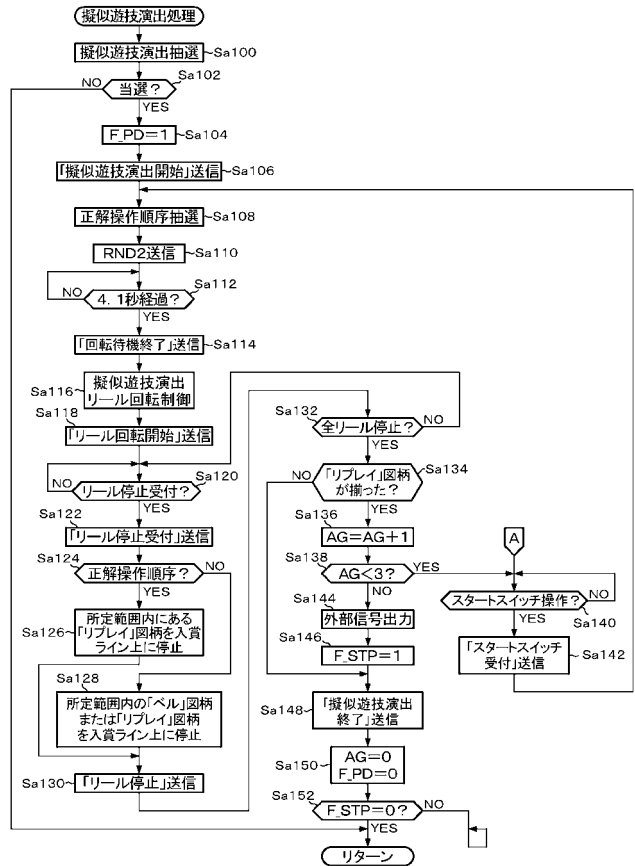 擬似遊技演出処理
擬似遊技演出抽選
Sa100
Sa102
当選？
NO
YES
F_PD＝1
Sa104
「擬似遊技演出開始」送信
Sa106
正解操作順序抽選
Sa108
Sa110
RND2送信
Sa112
4．1秒経過？
NO
YES
「回転待機終了」送信
Sa114
Sa116
擬似遊技演出
リール回転制御
Sa118
「リール回転開始」送信
Sa120
リール停止受付？
NO
YES
Sa122
「リール停止受付」送信
Sa124
正解操作順序？
NO
YES
Sa126
所定範囲内にある
「リプレイ」図柄を入賞
ライン上に停止
Sa128
所定範囲内の「ベル」図柄
または「リプレイ」図柄
を入賞ライン上に停止
Sa130
「リール停止」送信
Sa132
全リール停止？
NO
YES
Sa134
「リプレイ」図柄
が揃った？
NO
YES
Sa136
AG＝AG＋1
Sa138
AG＜3？
YES
NO
A
スタートスイッチ操作？
NO
Sa140
YES
「スタートスイッチ
受付」送信
Sa142
Sa144
外部信号出力
Sa146
F_STP＝1
Sa148
「擬似遊技演出
終了」送信
Sa150
AG＝0
F_PD＝0
Sa152
F_STP＝0？
NO
YES
リターン